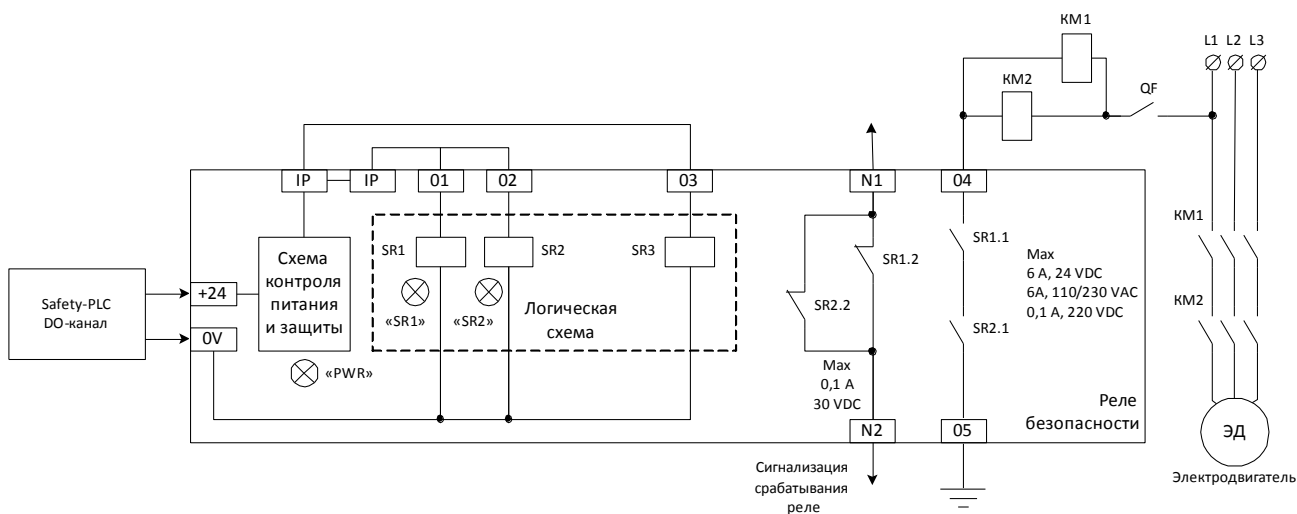 KM1
L1 L2 L3
KM2
QF
IP
IP
01
02
03
N1
04
KM1
SR1
SR2
SR3
SR1.1
Схема
контроля
питания
и защиты
SR1.2
Max
6 A, 24 VDC
6A, 110/230 VAC
0,1 A, 220 VDC
Safety-PLC
DO-канал
+24
0V
«SR1»
«SR2»
Логическая
схема
SR2.2
SR2.1
KM2
«PWR»
Max
0,1 A
30 VDC
Реле
безопасности
N2
05
ЭД
Электродвигатель
Сигнализация
срабатывания
реле